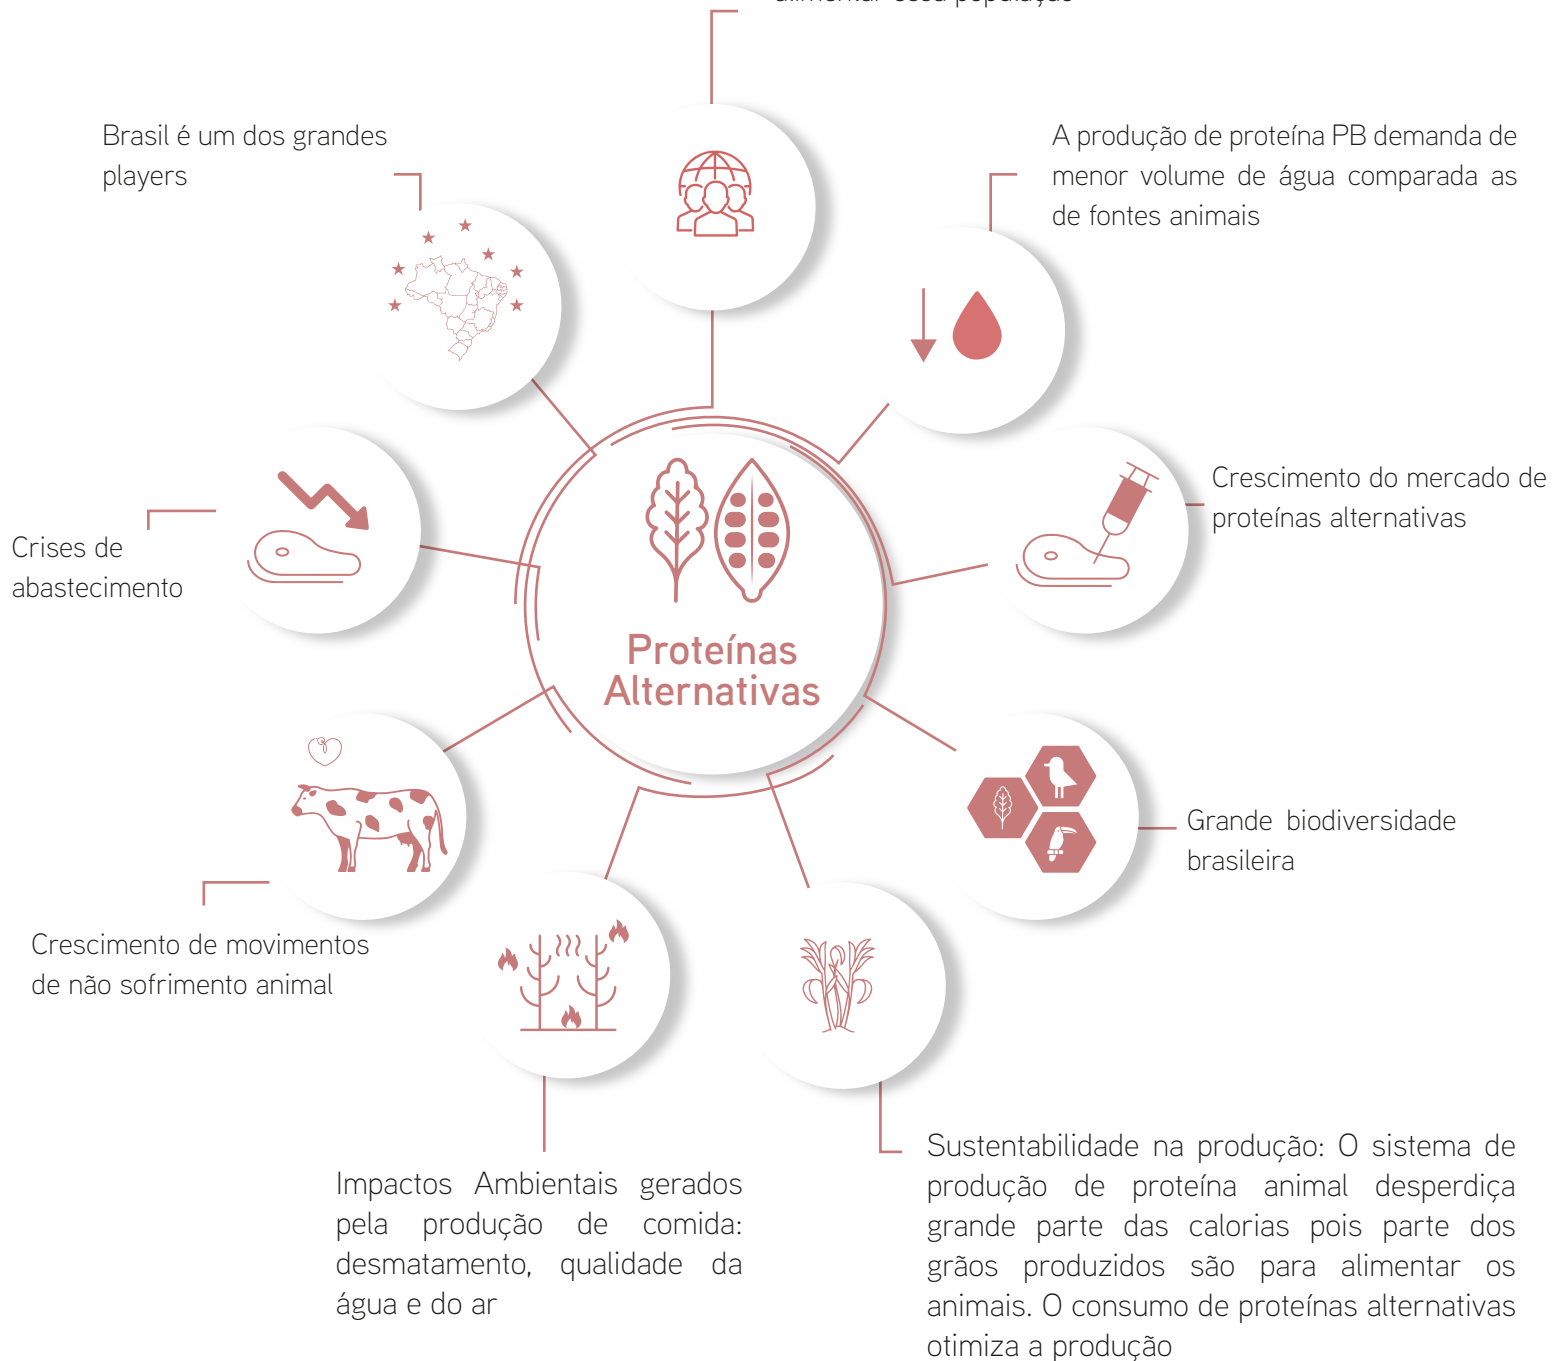 alimentar essa população
Brasil é um dos grandes
players
A produção de proteína PB demanda de
menor volume de água comparada as
de fontes animais
Crescimento do mercado de
proteínas alternativas
Crises de
abastecimento
Proteínas
Alternativas
Grande biodiversidade
brasileira
Crescimento de movimentos
de não sofrimento animal
Impactos Ambientais gerados
pela produção de comida:
desmatamento, qualidade da
água e do ar
Sustentabilidade na produção: O sistema de
produção de proteína animal desperdiça
grande parte das calorias pois parte dos
grãos produzidos são para alimentar os
animais. O consumo de proteínas alternativas
otimiza a produção